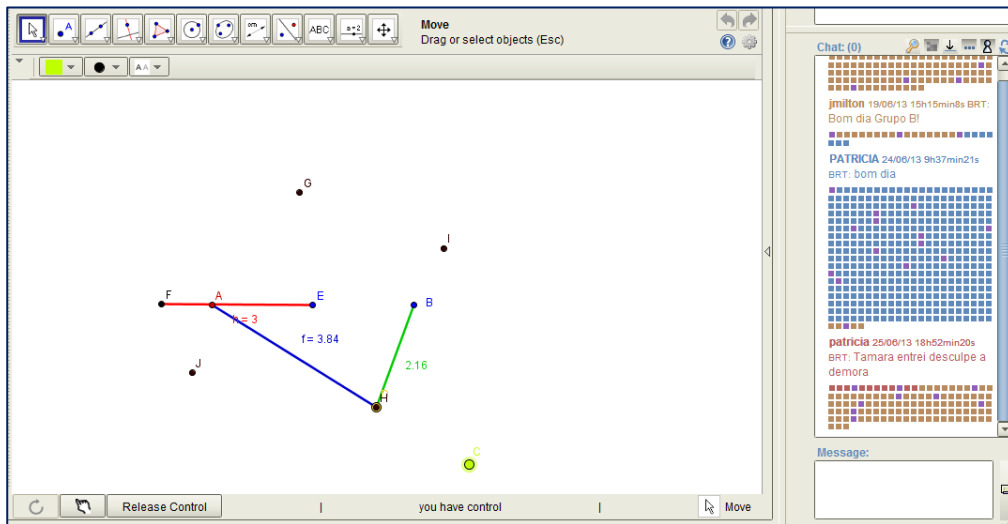 ABC
a=2
Move
Drag or select objects (Esc)
A A
G
I
F
A
E
B
h = 3
f = 3.84
2.16
J
H
C
Release Control
you have control
Move
Chat: (0)
jmilton 19/06/13 15h15min8s BRT:
Bom dia Grupo B!
PATRICIA 24/06/13 9h37min21s
BRT: bom dia
patricia 25/06/13 18h52min20s
BRT: Tamara entrei desculpe a
demora
Message: